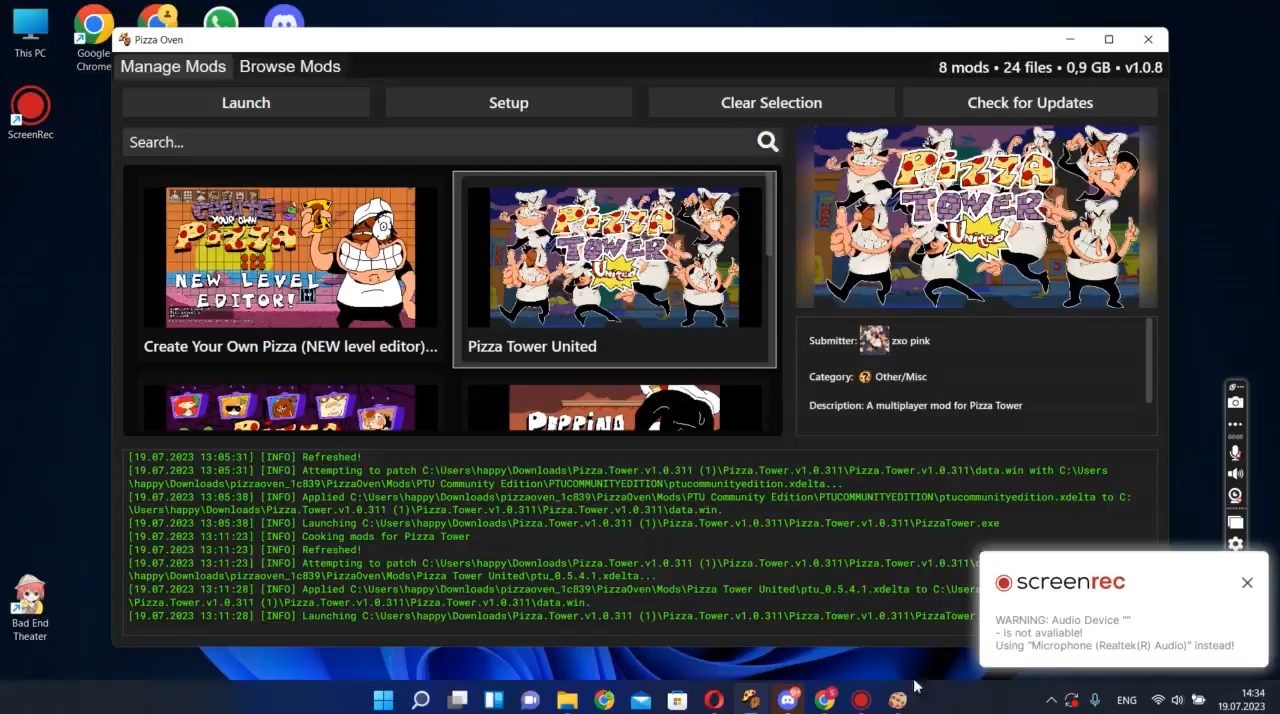 This PC
Google
Chrome
ScreenRec
Bad End
Theater
Pizza Oven
Manage Mods
Browse Mods
8 mods • 24 files • 0,9 GB • v1.0.8
Launch
Setup
Clear Selection
Check for Updates
Search...
YOUR OWN
PIZZA
NEW LEVEL
EDITOR!
Create Your Own Pizza (NEW level editor)...
PIZZA
TOWER
United
Pizza Tower United
PEPPINA
PIZZA
TOWER
United
Submitter: zxo pink
Category: Other/Misc
Description: A multiplayer mod for Pizza Tower
[19.07.2023 13:05:31] [INFO] Refreshed!
[19.07.2023 13:05:31] [INFO] Attempting to patch C:\Users\happy\Downloads\Pizza.Tower.v1.0.311 (1)\Pizza.Tower.v1.0.311\Pizza.Tower.v1.0.311\data.win with C:\Users
\happy\Downloads\pizzaoven_1c839\PizzaOven\Mods\PTU Community Edition\PTUCOMMUNITYEDITION\ptucommunityedition.xdelta...
[19.07.2023 13:05:38] [INFO] Applied C:\Users\happy\Downloads\pizzaoven_1c839\PizzaOven\Mods\PTU Community Edition\PTUCOMMUNITYEDITION\ptucommunityedition.xdelta to C:
\Users\happy\Downloads\Pizza.Tower.v1.0.311 (1)\Pizza.Tower.v1.0.311\Pizza.Tower.v1.0.311\data.win.
[19.07.2023 13:05:38] [INFO] Launching C:\Users\happy\Downloads\Pizza.Tower.v1.0.311 (1)\Pizza.Tower.v1.0.311\Pizza.Tower.v1.0.311\PizzaTower.exe
[19.07.2023 13:11:23] [INFO] Cooking mods for Pizza Tower
[19.07.2023 13:11:23] [INFO] Refreshed!
[19.07.2023 13:11:23] [INFO] Attempting to patch C:\Users\happy\Downloads\Pizza.Tower.v1.0.311 (1)\Pizza.Tower.v1.0.311\Pizza.Tower.v1.0.311\
\happy\Downloads\pizzaoven_1c839\PizzaOven\Mods\Pizza Tower United\ptu_0.5.4.1.xdelta...
[19.07.2023 13:11:28] [INFO] Applied C:\Users\happy\Downloads\pizzaoven_1c839\PizzaOven\Mods\Pizza Tower United\ptu_0.5.4.1.xdelta to C:\Use
\Pizza.Tower.v1.0.311 (1)\Pizza.Tower.v1.0.311\Pizza.Tower.v1.0.311\data.win.
[19.07.2023 13:11:28] [INFO] Launching C:\Users\happy\Downloads\Pizza.Tower.v1.0.311 (1)\Pizza.Tower.v1.0.311\Pizza.Tower.v1.0.311\PizzaTower
screenrec
WARNING: Audio Device ""
- is not avaliable!
Using "Microphone (Realtek(R) Audio)" instead!
ENG
14:34
19.07.2023